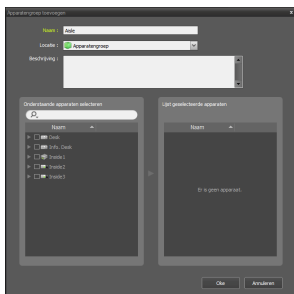 Apparatengroep toevoegen
Naam :
Aisle
Locatie :
Apparatengroep
Beschrijving :
Onderstaande apparaten selecteren
Naam
Desk
Info. Desk
Inside1
Inside2
Inside3
Lijst geselecteerde apparaten
Naam
Er is geen apparaat.
Oke
Annuleren